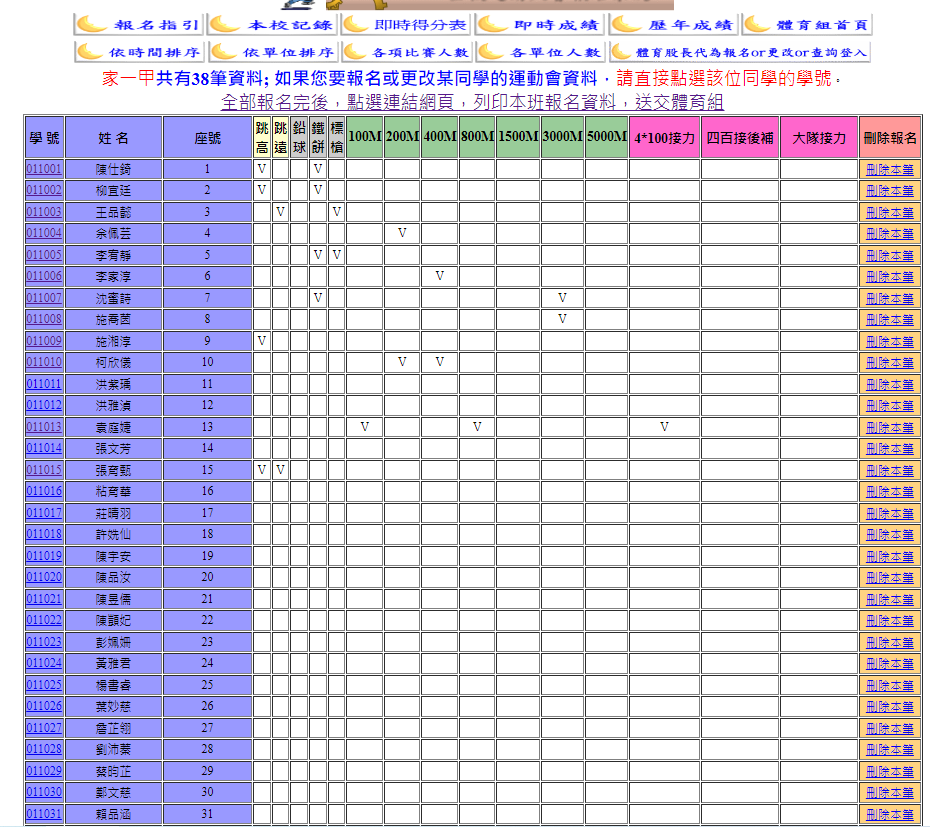 報名指引 本校記錄 即時得分表 即時成績 歷年成績 體育組首頁
依時間排序 依單位排序 各項比賽人數 各單位人數 體育股長代為報名or更改or查詢登入
家一甲共有38筆資料; 如果您要報名或更改某同學的運動會資料，請直接點選該位同學的學號。
全部報名完後，點選連結網頁，列印本班報名資料，送交體育組
學號 姓名 座號 跳高 跳遠 鉛球 鐵餅 標槍 100M 200M 400M 800M 1500M 3000M 5000M 4*100接力 四百接後補 大隊接力 刪除報名
011001 陳仕錡 1 V V 刪除本筆
011002 柳宜廷 2 V V 刪除本筆
011003 王品懿 3 V V 刪除本筆
011004 余佩芸 4 V 刪除本筆
011005 李宥靜 5 V V 刪除本筆
011006 李家淳 6 V 刪除本筆
011007 沈蜜詩 7 V V 刪除本筆
011008 施喬茵 8 V 刪除本筆
011009 施湘淳 9 V 刪除本筆
011010 柯欣儀 10 V V 刪除本筆
011011 洪紫瑀 11 刪除本筆
011012 洪雅湞 12 刪除本筆
011013 袁庭婕 13 V V V 刪除本筆
011014 張文芳 14 刪除本筆
011015 張育甄 15 V V 刪除本筆
011016 粘育華 16 刪除本筆
011017 莊晴羽 17 刪除本筆
011018 許姺仙 18 刪除本筆
011019 陳宇安 19 刪除本筆
011020 陳品汝 20 刪除本筆
011021 陳昱儒 21 刪除本筆
011022 陳顗妃 22 刪除本筆
011023 彭姵姍 23 刪除本筆
011024 黃雅君 24 刪除本筆
011025 楊書睿 25 刪除本筆
011026 葉妙慈 26 刪除本筆
011027 詹芷翎 27 刪除本筆
011028 劉沛蓁 28 刪除本筆
011029 蔡昀芷 29 刪除本筆
011030 鄭文慈 30 刪除本筆
011031 賴品涵 31 刪除本筆